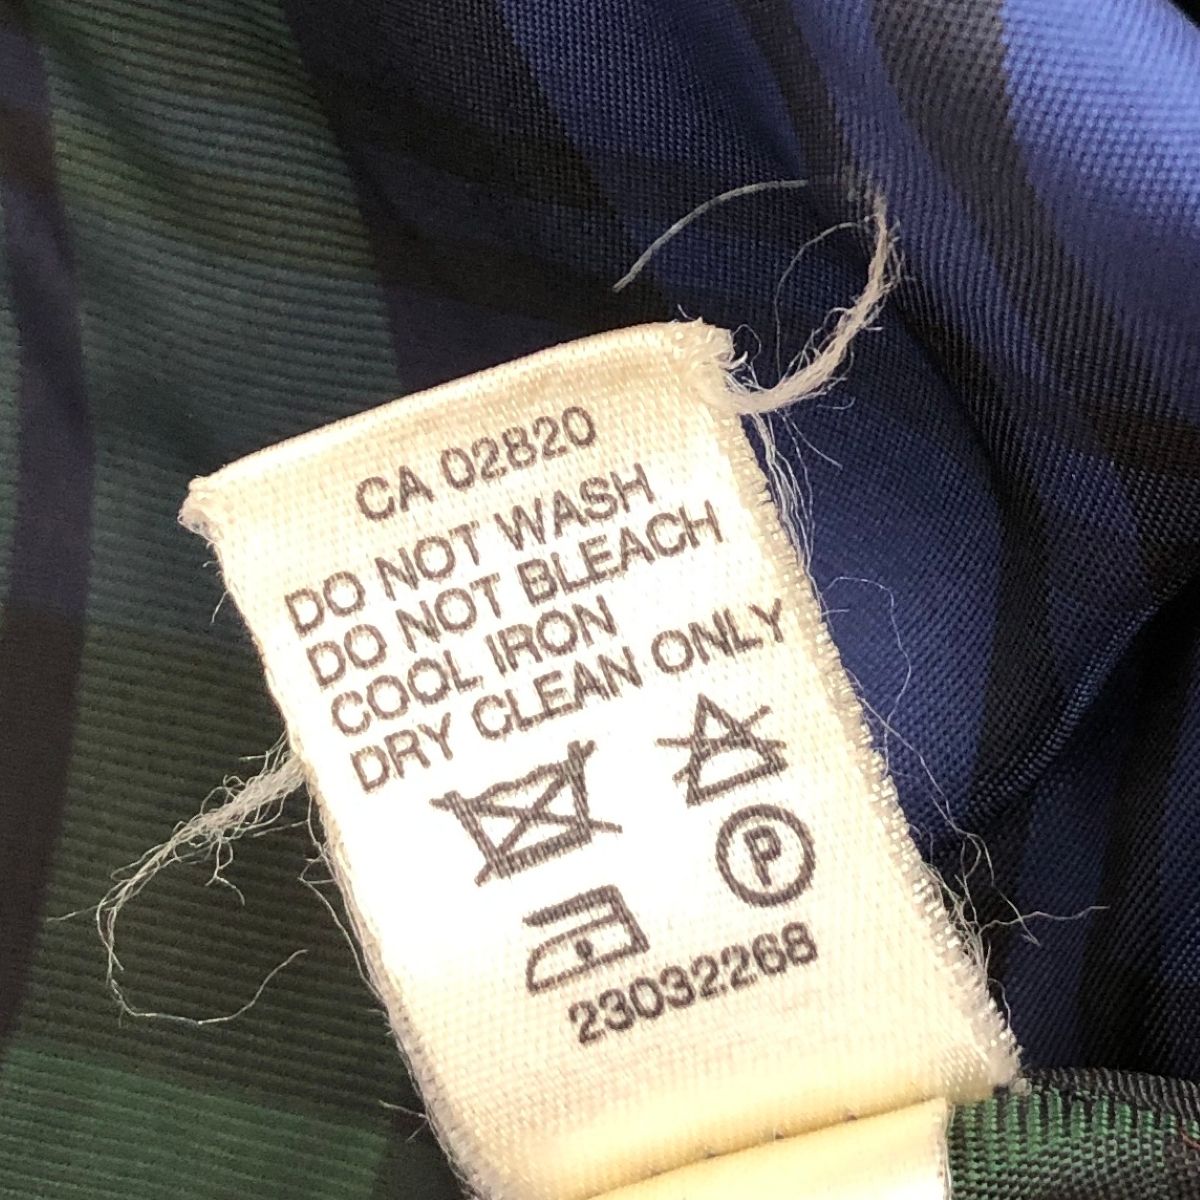 CA 02820
DO NOT WASH
DO NOT BLEACH
COOL IRON
DRY CLEAN ONLY
P
23032268